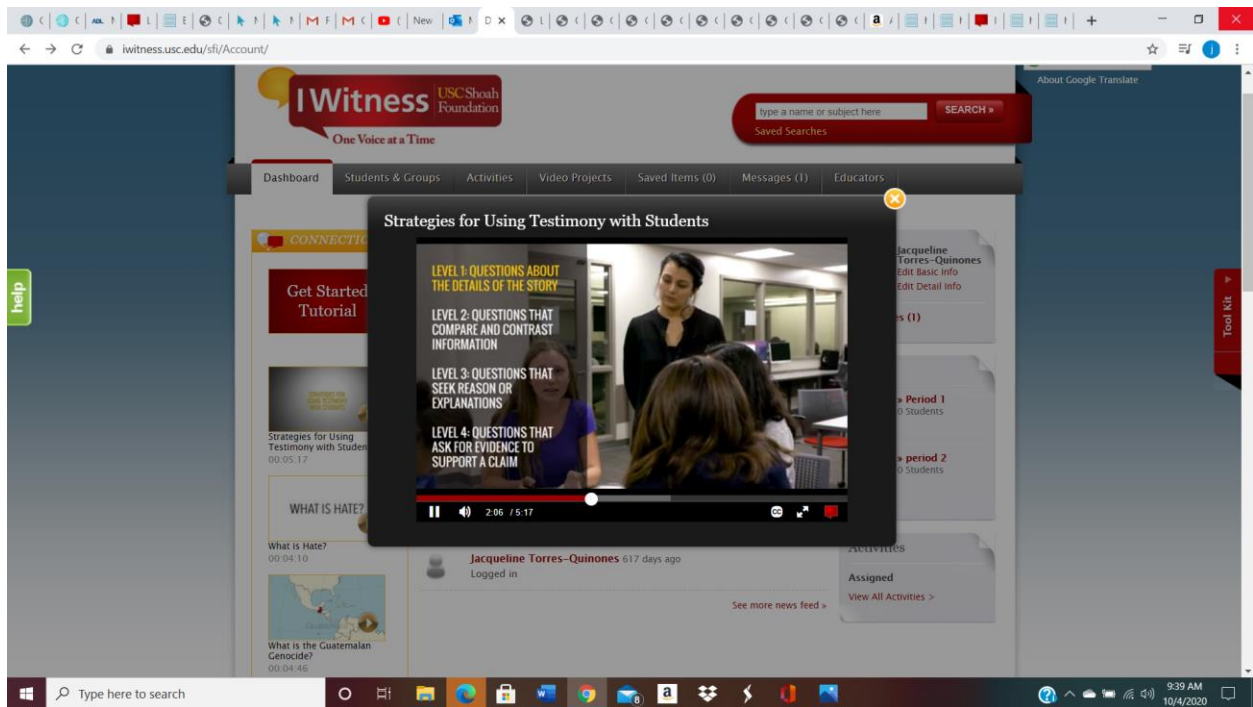 New
iwitness.usc.edu/sfi/Account/
About Google Translate
IWitness USC Shoah Foundation
One Voice at a Time
type a name or subject here
SEARCH »
Saved Searches
Dashboard Students & Groups Activities Video Projects Saved Items (0) Messages (1) Educators
help
Tool Kit
CONNECTIO
Get Started
Tutorial
Strategies for Using
Testimony with Studen
00:05:17
WHAT IS HATE?
What is Hate?
00:04:10
What is the Guatemalan
Genocide?
00:04:46
Strategies for Using Testimony with Students
LEVEL 1: QUESTIONS ABOUT
THE DETAILS OF THE STORY
LEVEL 2: QUESTIONS THAT
COMPARE AND CONTRAST
INFORMATION
LEVEL 3: QUESTIONS THAT
SEEK REASON OR
EXPLANATIONS
LEVEL 4: QUESTIONS THAT
ASK FOR EVIDENCE TO
SUPPORT A CLAIM
2:06 / 5:17
CC
Jacqueline Torres-Quinones 617 days ago
Logged in
See more news feed »
Jacqueline
Torres-Quinones
Edit Basic Info
Edit Detail Info
s (1)
» Period 1
0 Students
» period 2
0 Students
Activities
Assigned
View All Activities >
Type here to search
9:39 AM
10/4/2020